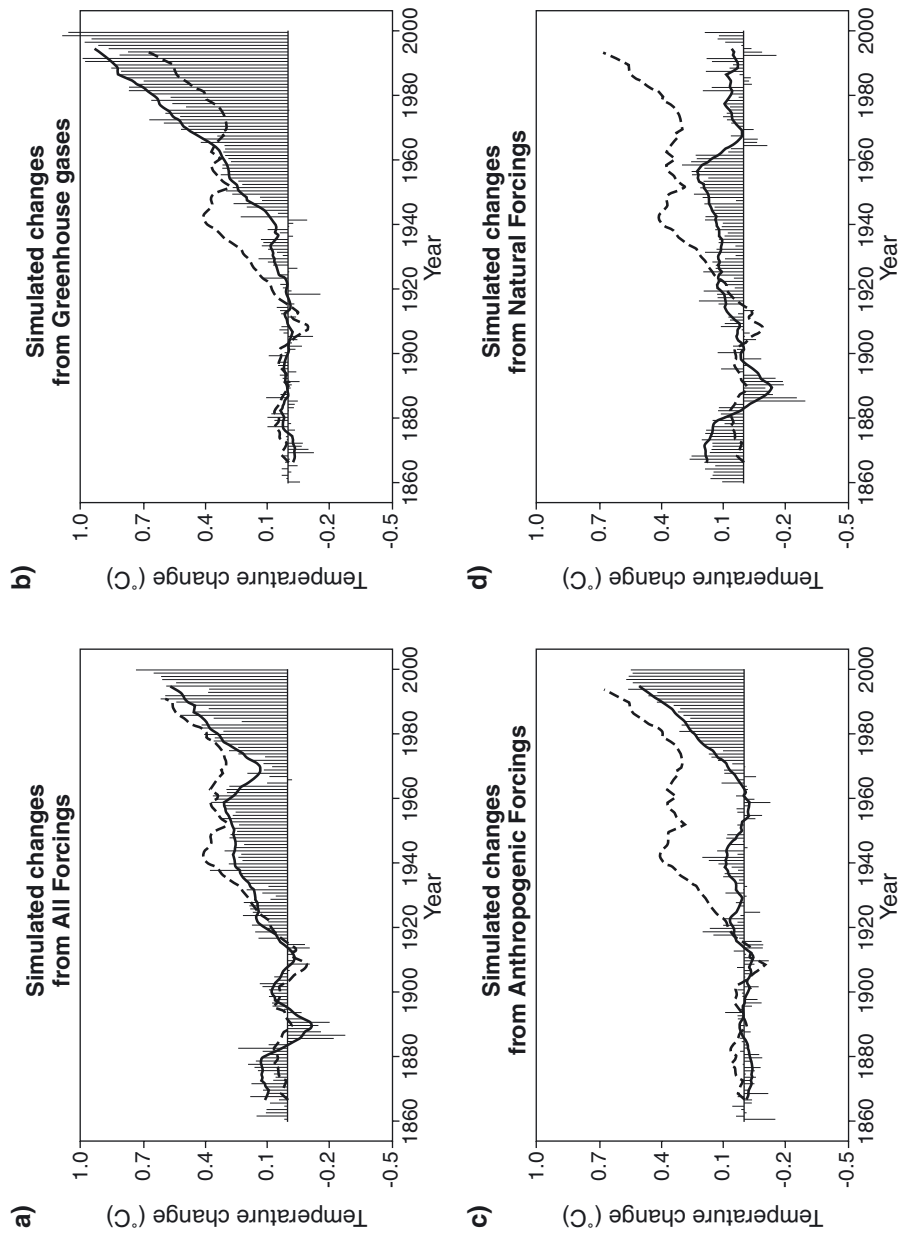 a)
Simulated changes
from All Forcings
Temperature change (˚C)
1.0
0.7
0.4
0.1
-0.2
-0.5
1860 1880 1900 1920 1940 1960 1980 2000
Year
b)
Simulated changes
from Greenhouse gases
Temperature change (˚C)
1.0
0.7
0.4
0.1
-0.2
-0.5
1860 1880 1900 1920 1940 1960 1980 2000
Year
c)
Simulated changes
from Anthropogenic Forcings
Temperature change (˚C)
1.0
0.7
0.4
0.1
-0.2
-0.5
1860 1880 1900 1920 1940 1960 1980 2000
Year
d)
Simulated changes
from Natural Forcings
Temperature change (˚C)
1.0
0.7
0.4
0.1
-0.2
-0.5
1860 1880 1900 1920 1940 1960 1980 2000
Year